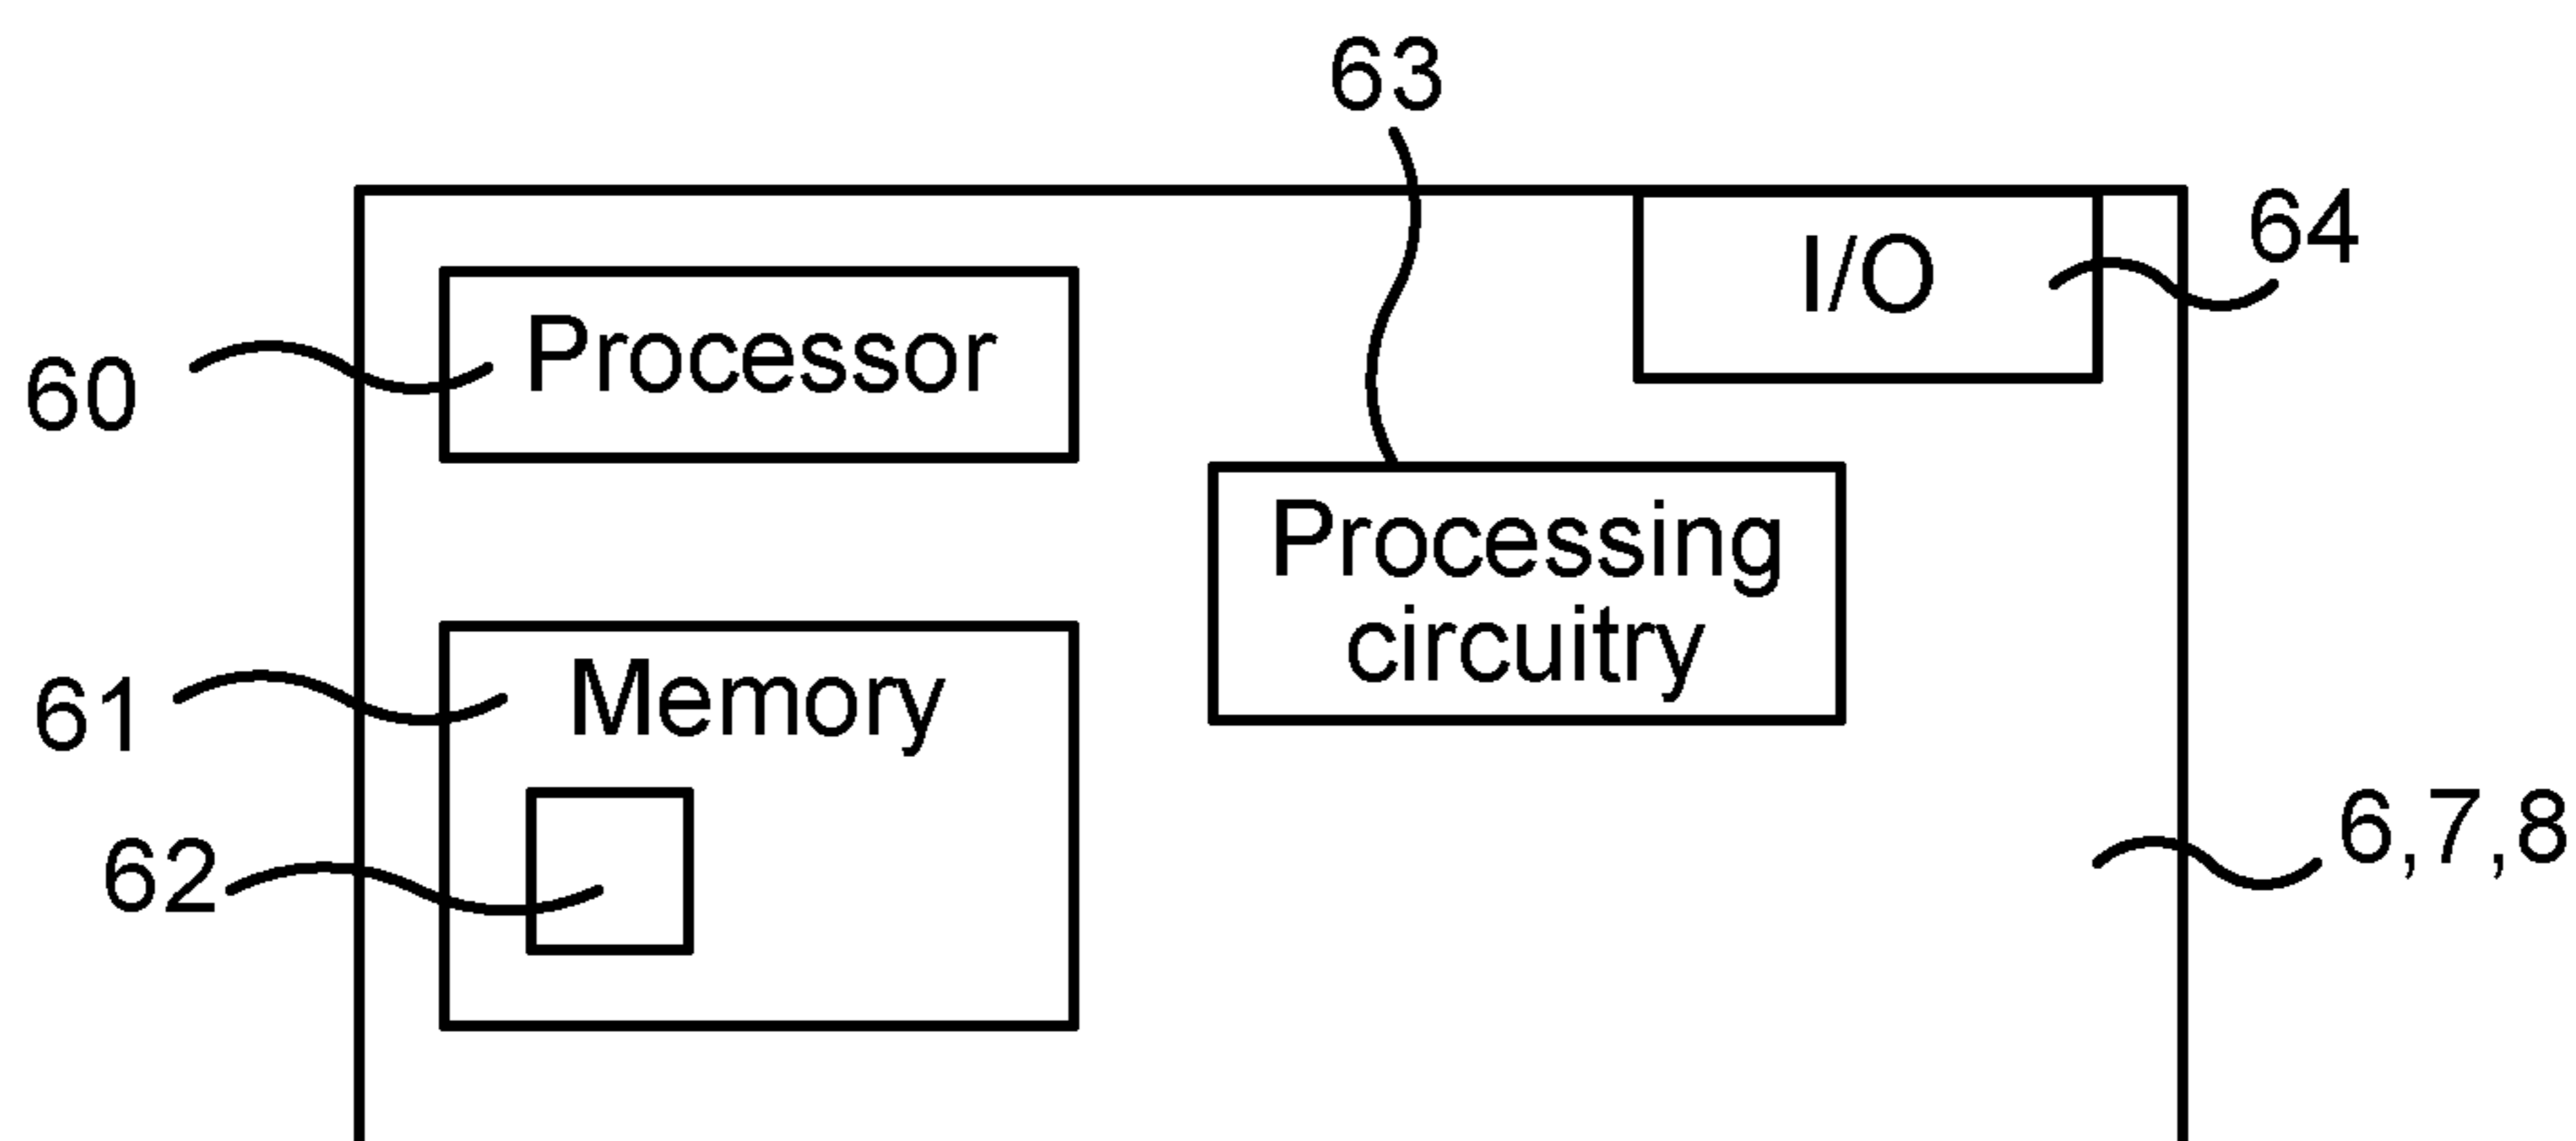 63
64
I/O
Processor
60
Processing
circuitry
61
Memory
62
6,7,8